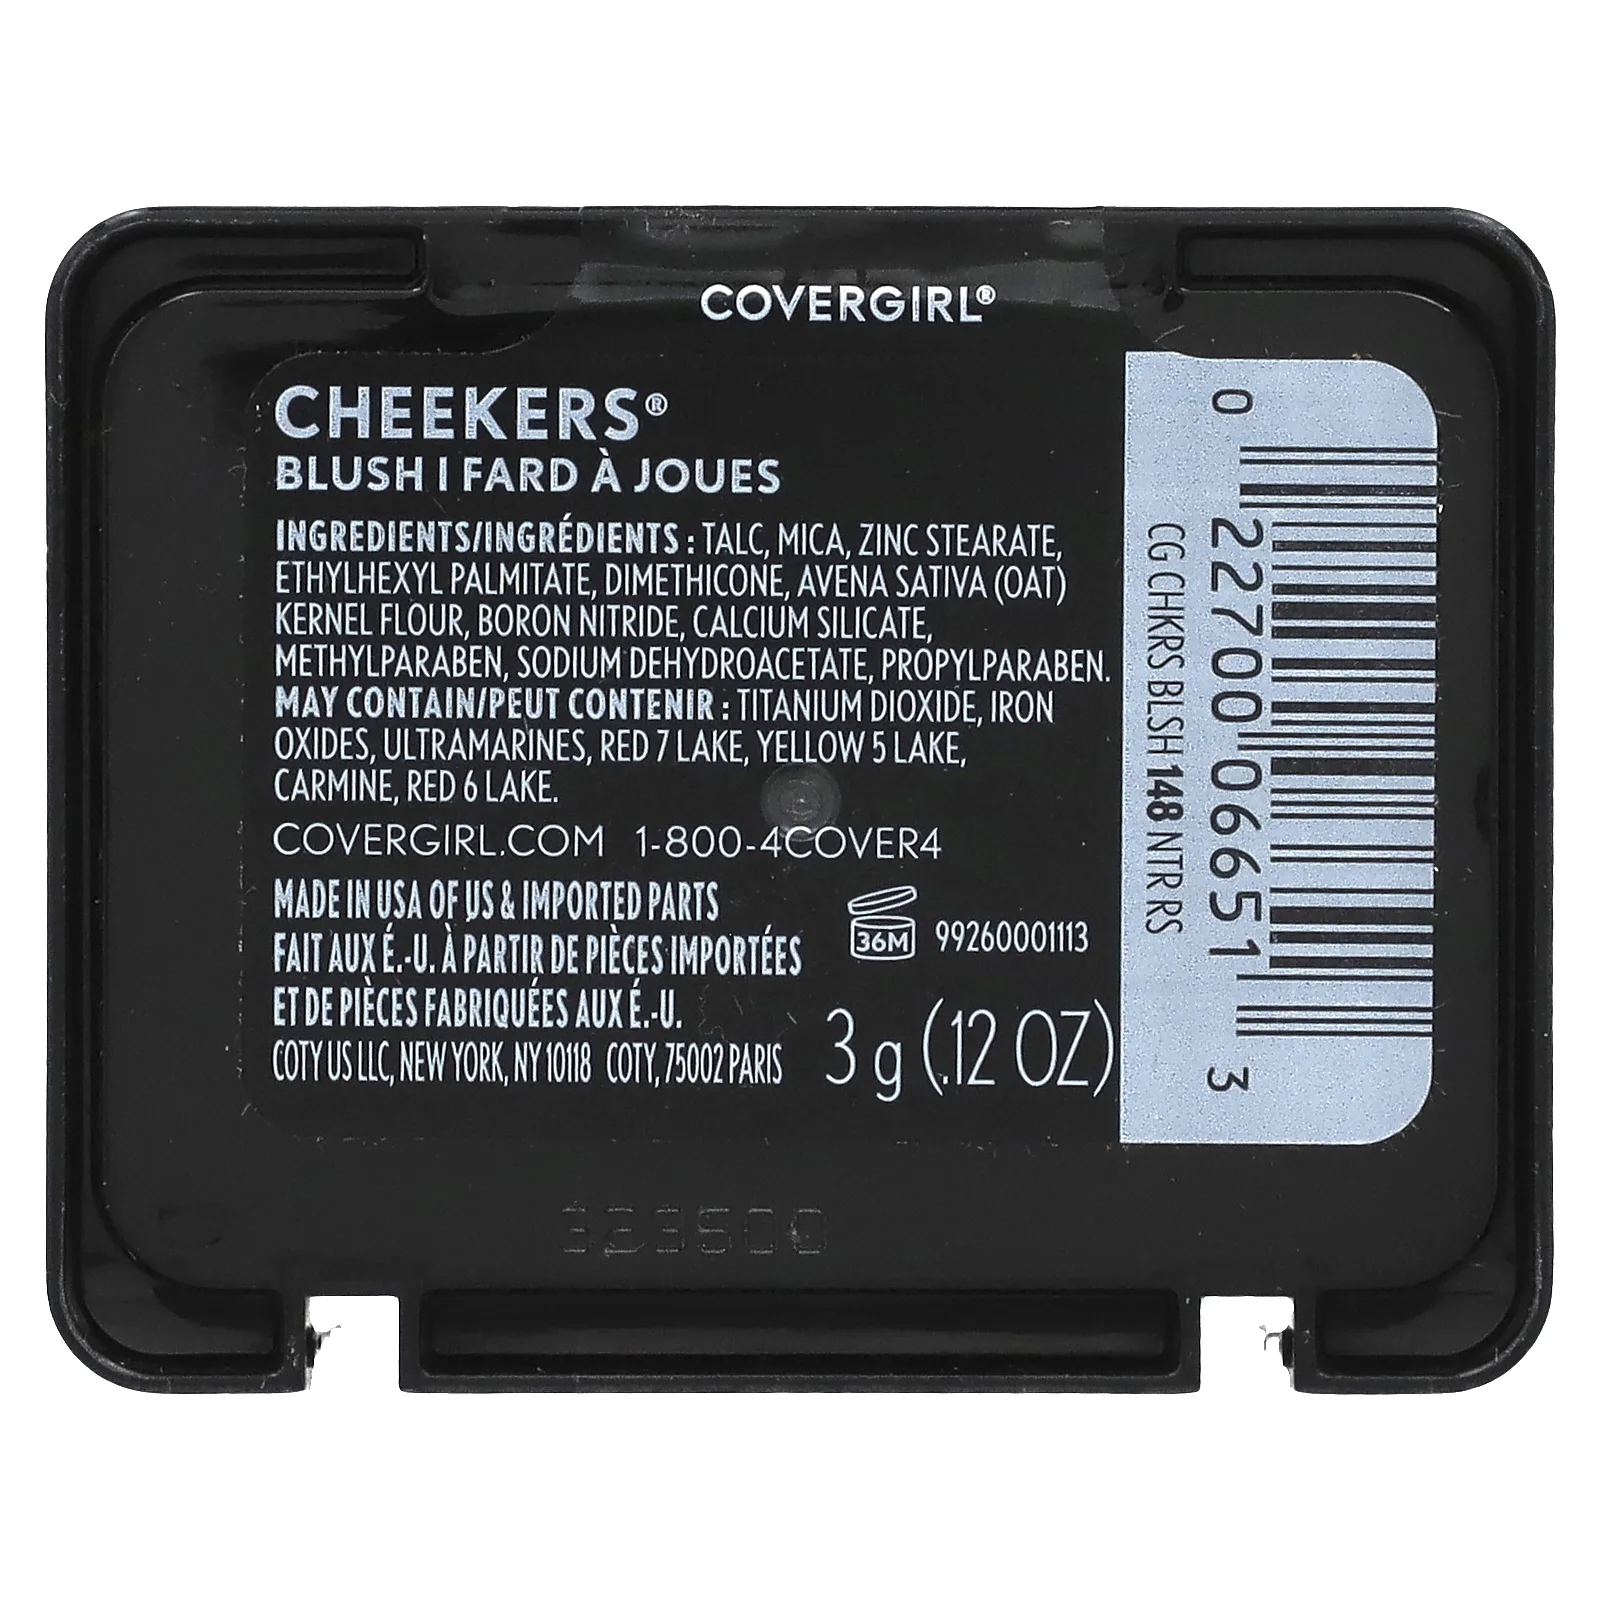 COVERGIRL®
CHEEKERS®
BLUSH I FARD À JOUES
INGREDIENTS/INGRÉDIENTS : TALC, MICA, ZINC STEARATE,
ETHYLHEXYL PALMITATE, DIMETHICONE, AVENA SATIVA (OAT)
KERNEL FLOUR, BORON NITRIDE, CALCIUM SILICATE,
METHYLPARABEN, SODIUM DEHYDROACETATE, PROPYLPARABEN.
MAY CONTAIN/PEUT CONTENIR : TITANIUM DIOXIDE, IRON
OXIDES, ULTRAMARINES, RED 7 LAKE, YELLOW 5 LAKE,
CARMINE, RED 6 LAKE.
COVERGIRL.COM 1-800-4COVER4
MADE IN USA OF US & IMPORTED PARTS
FAIT AUX É.-U. À PARTIR DE PIÈCES IMPORTÉES
ET DE PIÈCES FABRIQUÉES AUX É.-U.
COTY US LLC, NEW YORK, NY 10118 COTY, 75002 PARIS
36M
99260001113
3 g (.12 OZ)
0 22700 06651 3
CG CHKRS BLSH 148 NTR RS
323500